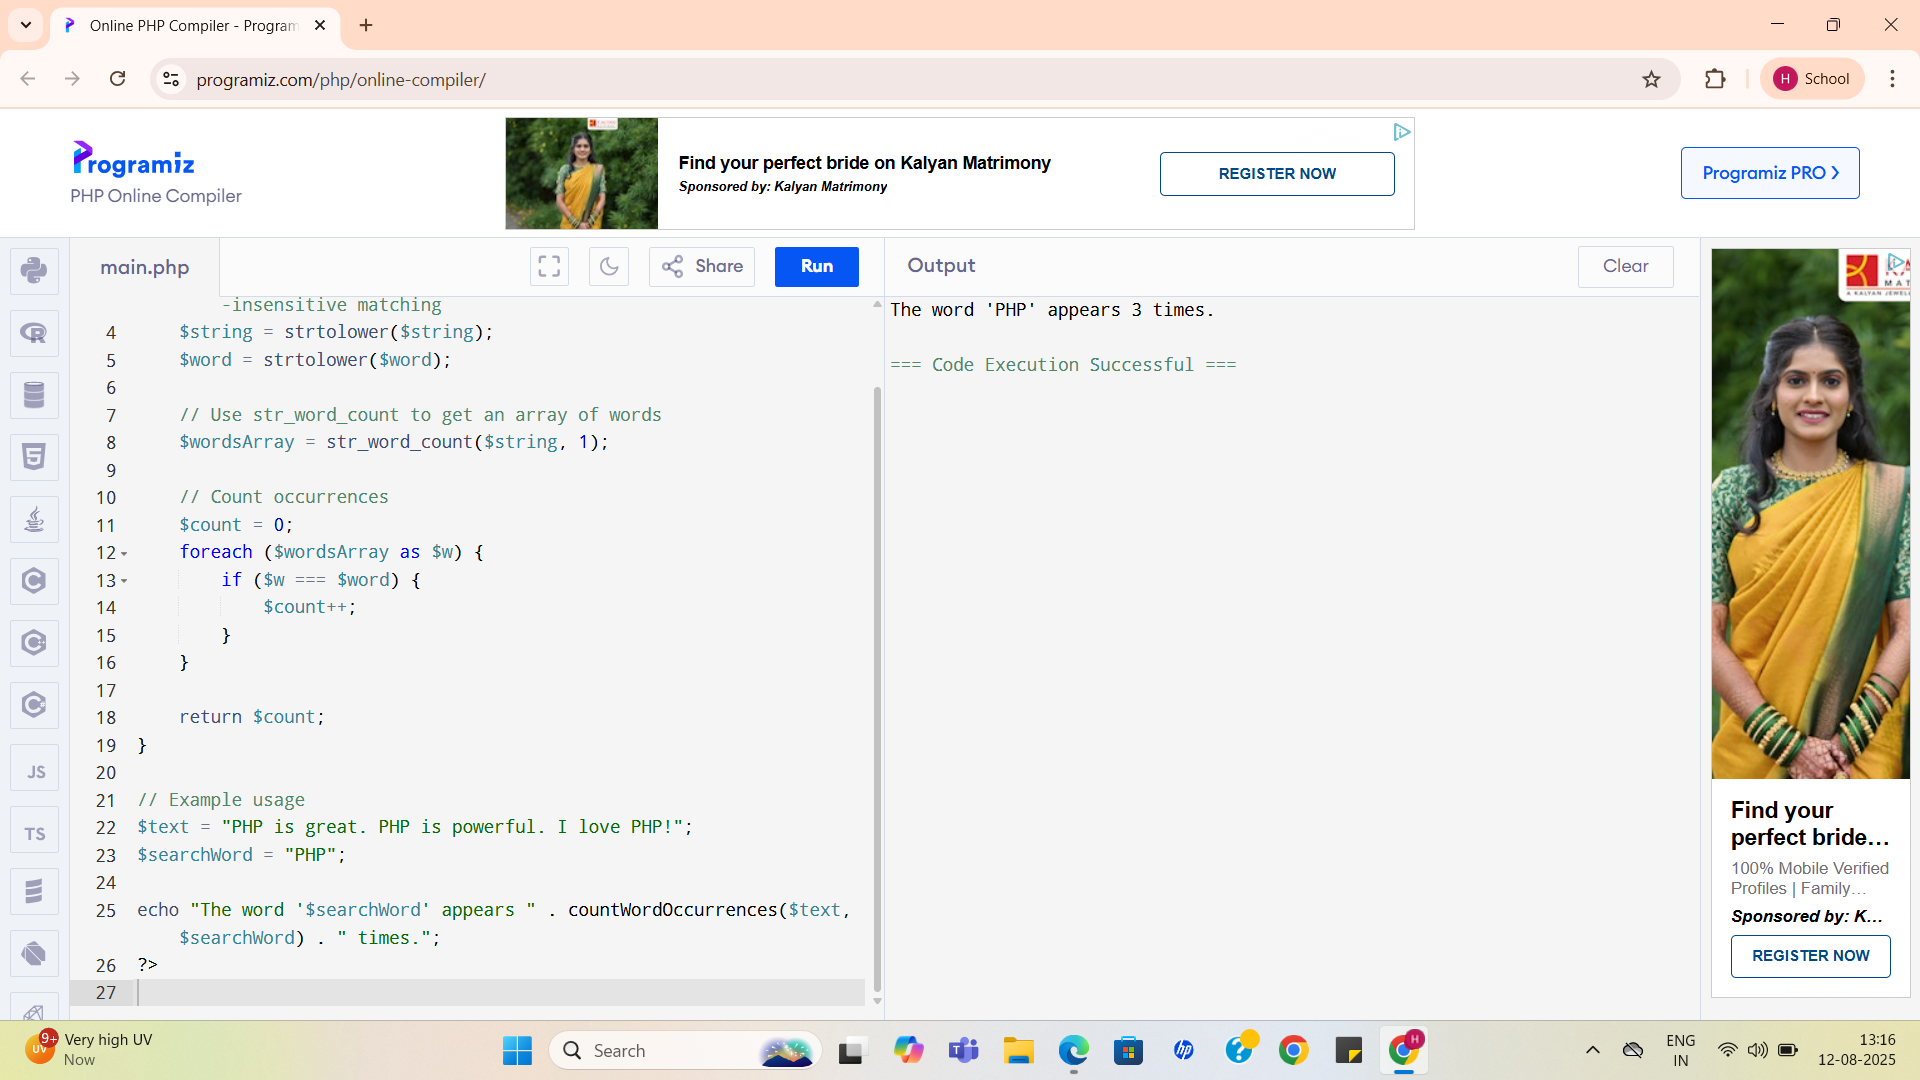 Online PHP Compiler - Program
programiz.com/php/online-compiler/
H School
Programiz
PHP Online Compiler
Find your perfect bride on Kalyan Matrimony
Sponsored by: Kalyan Matrimony
REGISTER NOW
Programiz PRO
main.php
Share
Run
Output
Clear
-insensitive matching
4 $string = strtolower($string);
5 $word = strtolower($word);
6
7 // Use str_word_count to get an array of words
8 $wordsArray = str_word_count($string, 1);
9
10 // Count occurrences
11 $count = 0;
12 foreach ($wordsArray as $w) {
13 if ($w === $word) {
14 $count++;
15 }
16 }
17
18 return $count;
19 }
20
21 // Example usage
22 $text = "PHP is great. PHP is powerful. I love PHP!";
23 $searchWord = "PHP";
24
25 echo "The word '$searchWord' appears " . countWordOccurrences($text,
$searchWord) . " times.";
26 ?>
27
The word 'PHP' appears 3 times.
=== Code Execution Successful ===
JS
TS
Find your
perfect bride...
100% Mobile Verified
Profiles | Family...
Sponsored by: K...
REGISTER NOW
9+
UV
Very high UV
Now
Search
hp
H
ENG
IN
13:16
12-08-2025